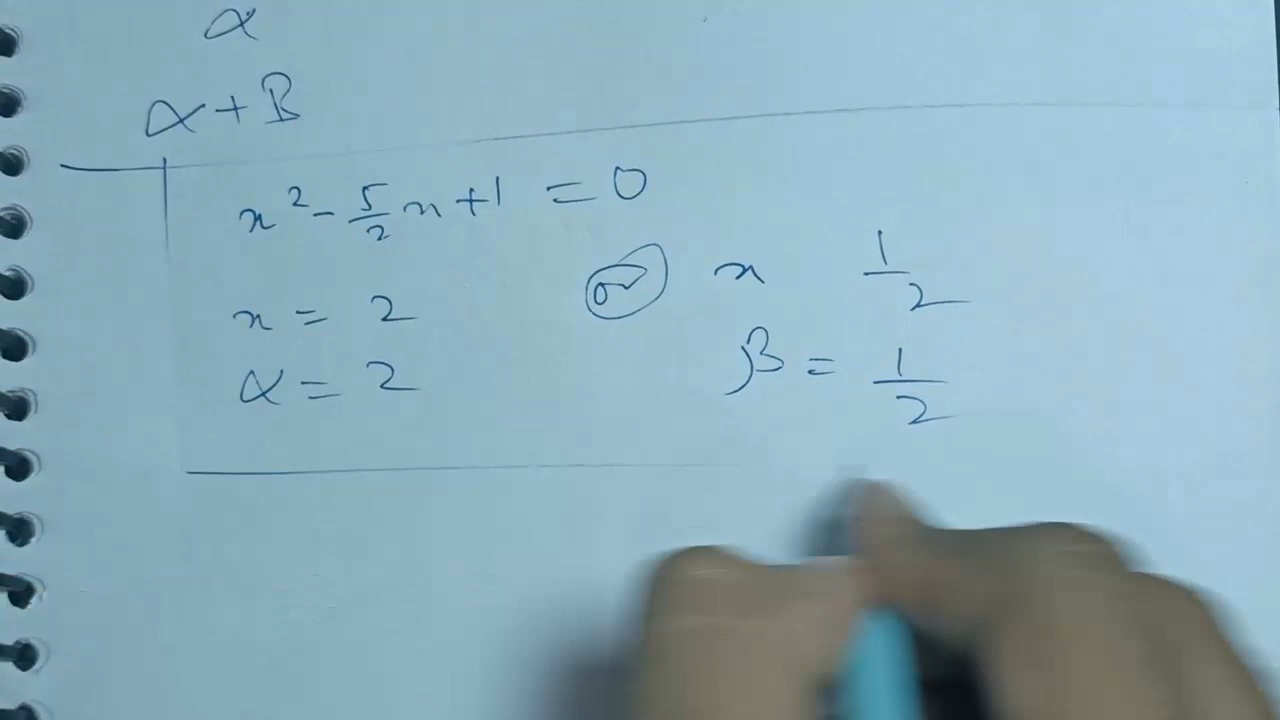 α
α + β
x² - 5/2 x + 1 = 0
x = 2 or x 1/2
α = 2 β = 1/2